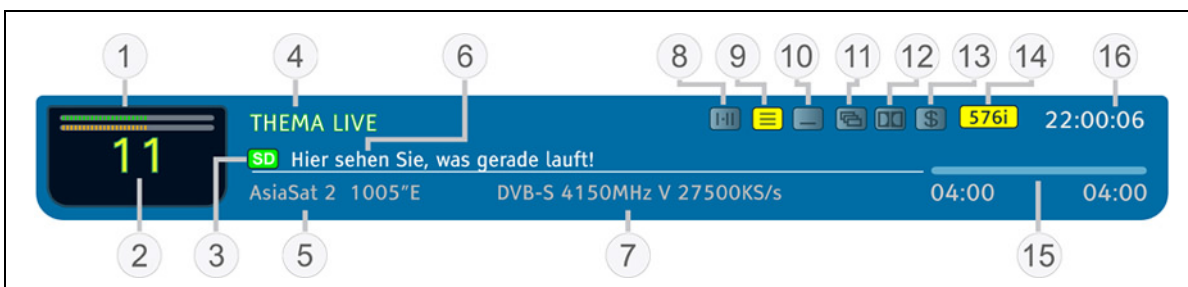 1 4 6 8 9 10 11 12 13 14 16
THEMA LIVE I·II $ 576i 22:00:06
11
SD Hier sehen Sie, was gerade lauft!
AsiaSat 2 1005"E DVB-S 4150MHz V 27500KS/s 04:00 04:00
2 3 5 7 15